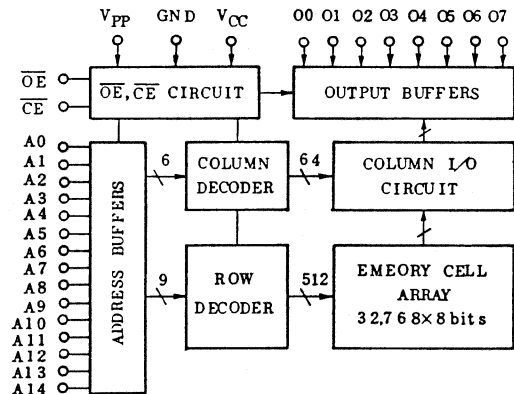 VPP GND VCC O0 O1 O2 O3 O4 O5 O6 O7
OE
CE
OE, CE CIRCUIT
OUTPUT BUFFERS
A0
A1
A2
A3
A4
A5
A6
A7
A8
A9
A10
A11
A12
A13
A14
ADDRESS BUFFERS
6
COLUMN
DECODER
64
COLUMN I/O
CIRCUIT
9
ROW
DECODER
512
EMEORY CELL
ARRAY
32,768×8bits